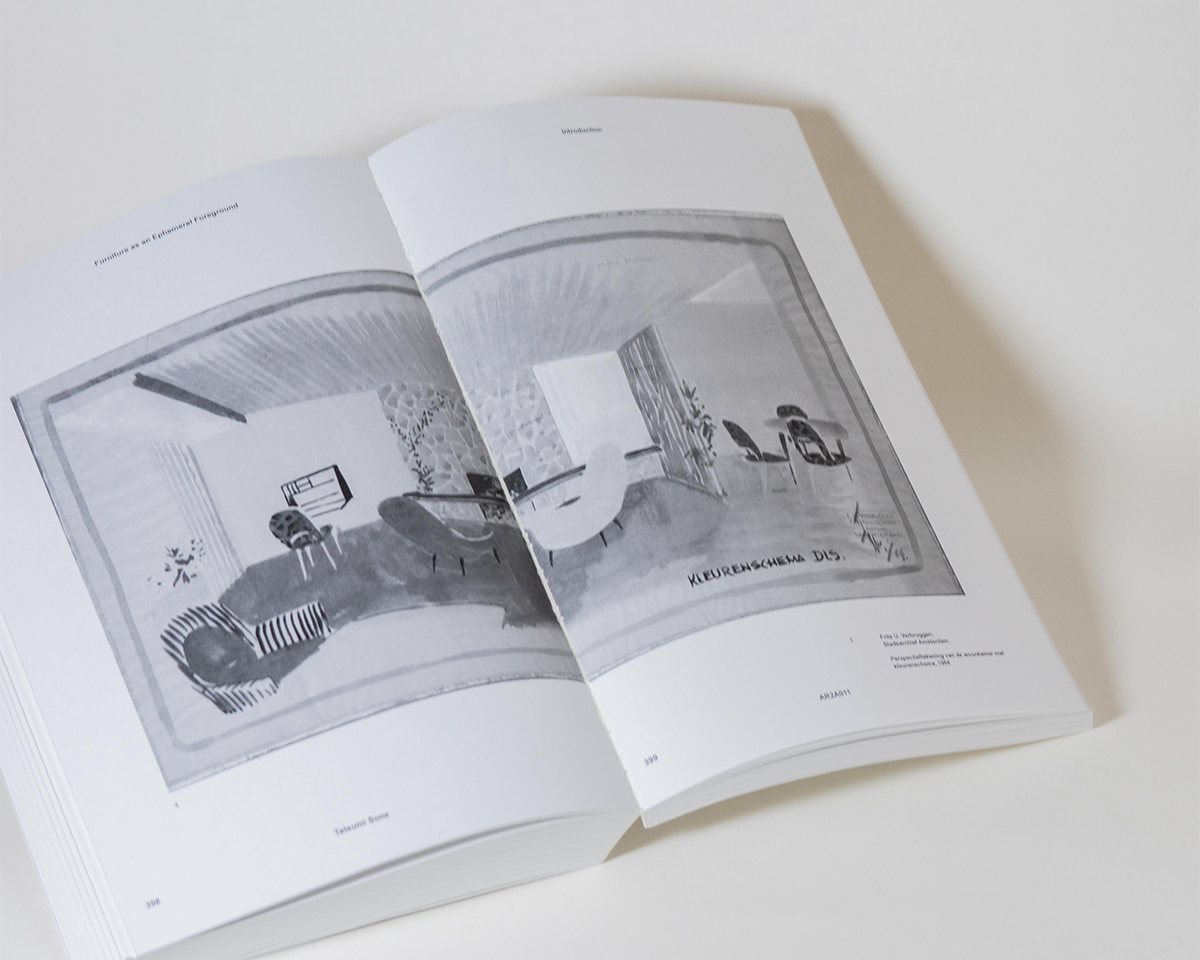 Furniture as an Ephemeral Foreground
1
Tatsumi Sone
398
Introduction
KLEURENSCHEMA DLS.
1
Frits U. Verbruggen,
Stadsarchief Amsterdam,
Perspectieftekening van de woonkamer met
kleurenschema, 1954
AR2AS011
399